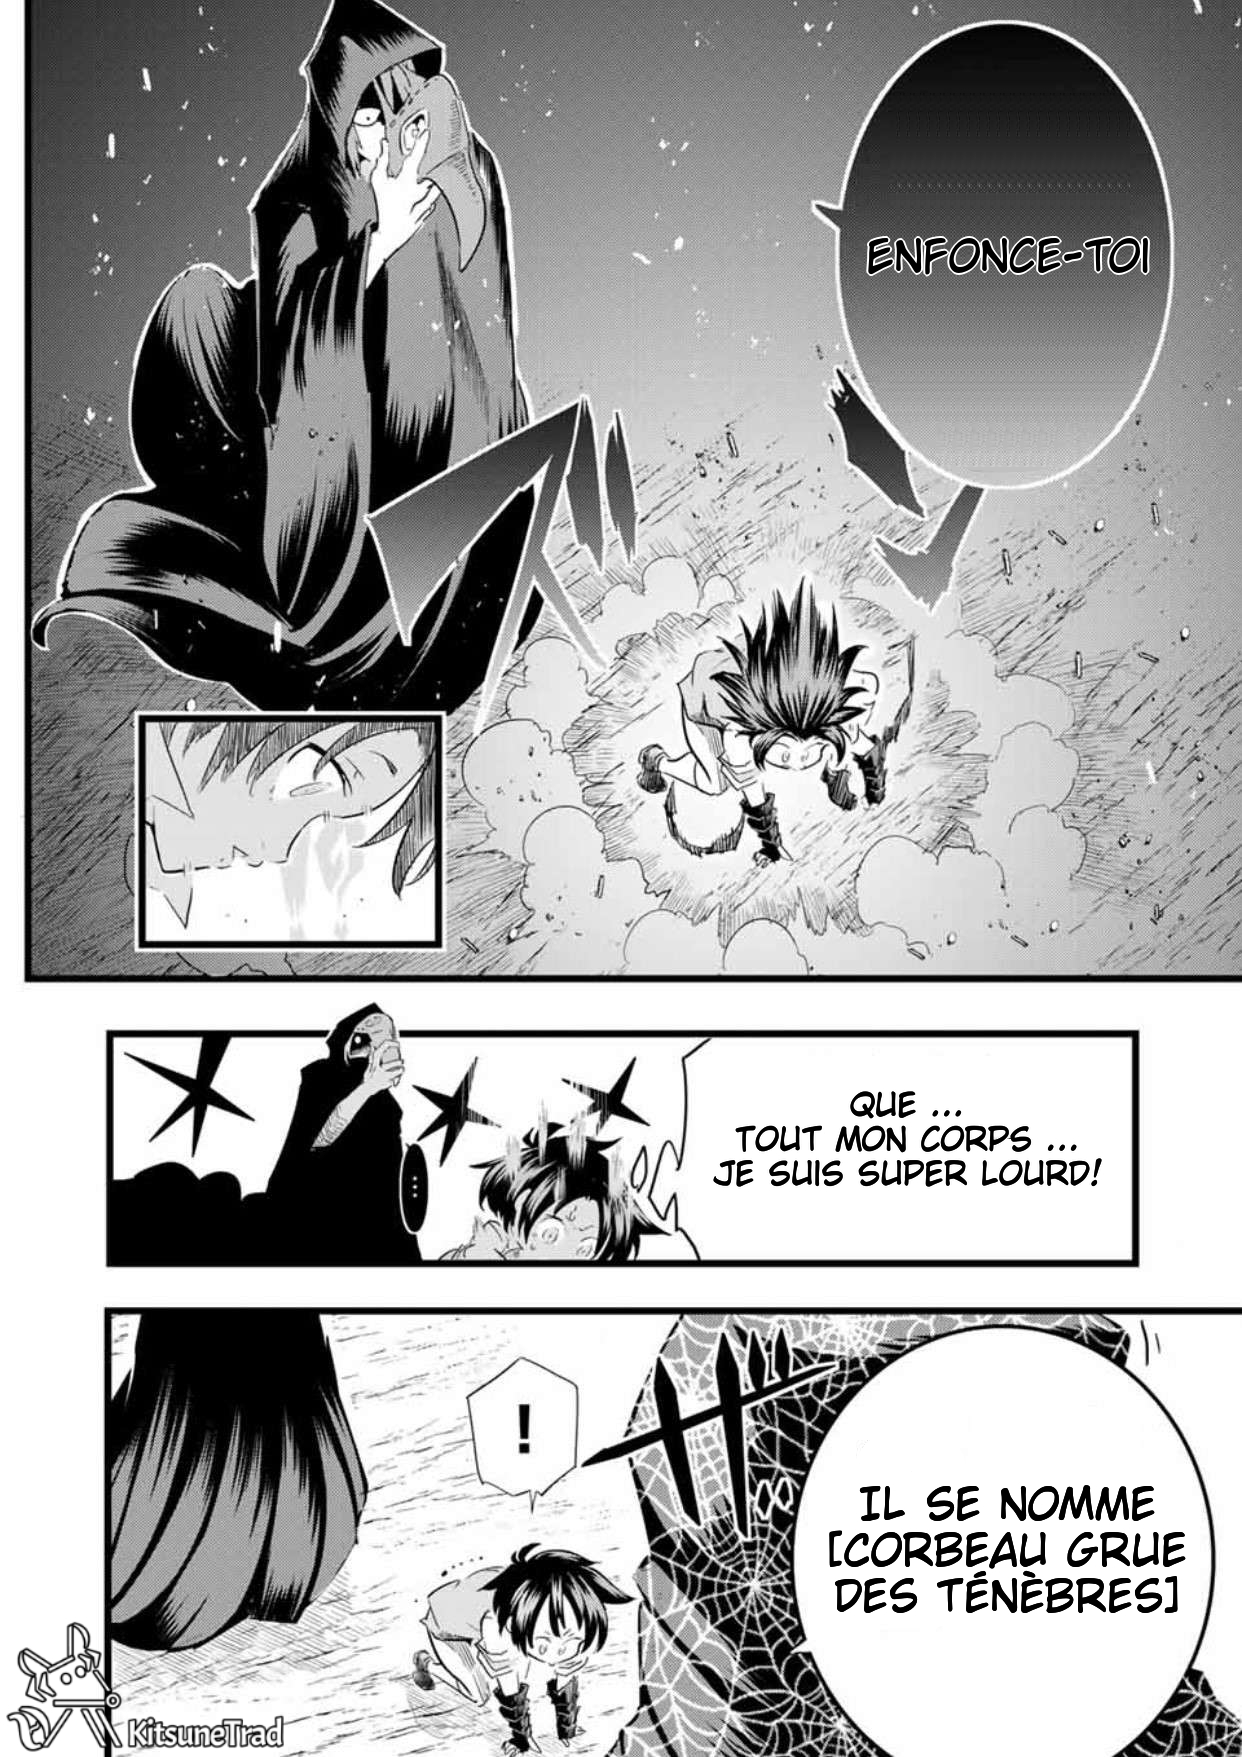 ENFONCE-TOI
QUE ...
TOUT MON CORPS ...
JE SUIS SUPER LOURD!
...
!
IL SE NOMME
[CORBEAU GRUE
DES TÉNÈBRES]
KitsuneTrad